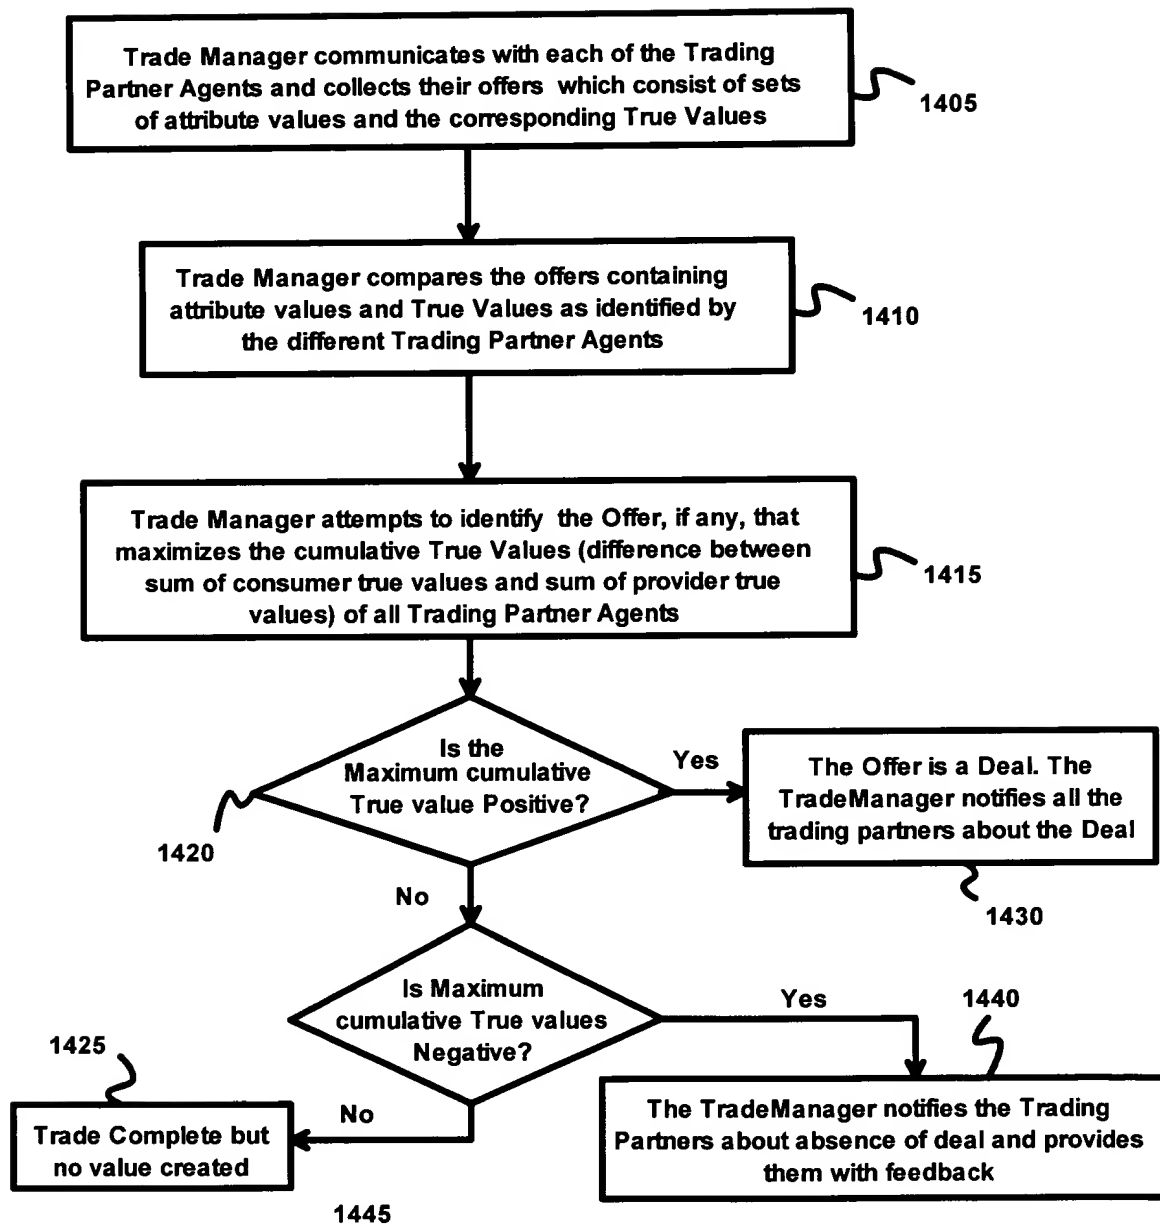 Trade Manager communicates with each of the Trading
Partner Agents and collects their offers which consist of sets
of attribute values and the corresponding True Values
1405
Trade Manager compares the offers containing
attribute values and True Values as identified by
the different Trading Partner Agents
1410
Trade Manager attempts to identify the Offer, if any, that
maximizes the cumulative True Values (difference between
sum of consumer true values and sum of provider true
values) of all Trading Partner Agents
1415
Is the
Maximum cumulative
True value Positive?
1420
Yes
The Offer is a Deal. The
TradeManager notifies all the
trading partners about the Deal
1430
No
Is Maximum
cumulative True values
Negative?
Yes
1440
The TradeManager notifies the Trading
Partners about absence of deal and provides
them with feedback
No
1425
Trade Complete but
no value created
1445